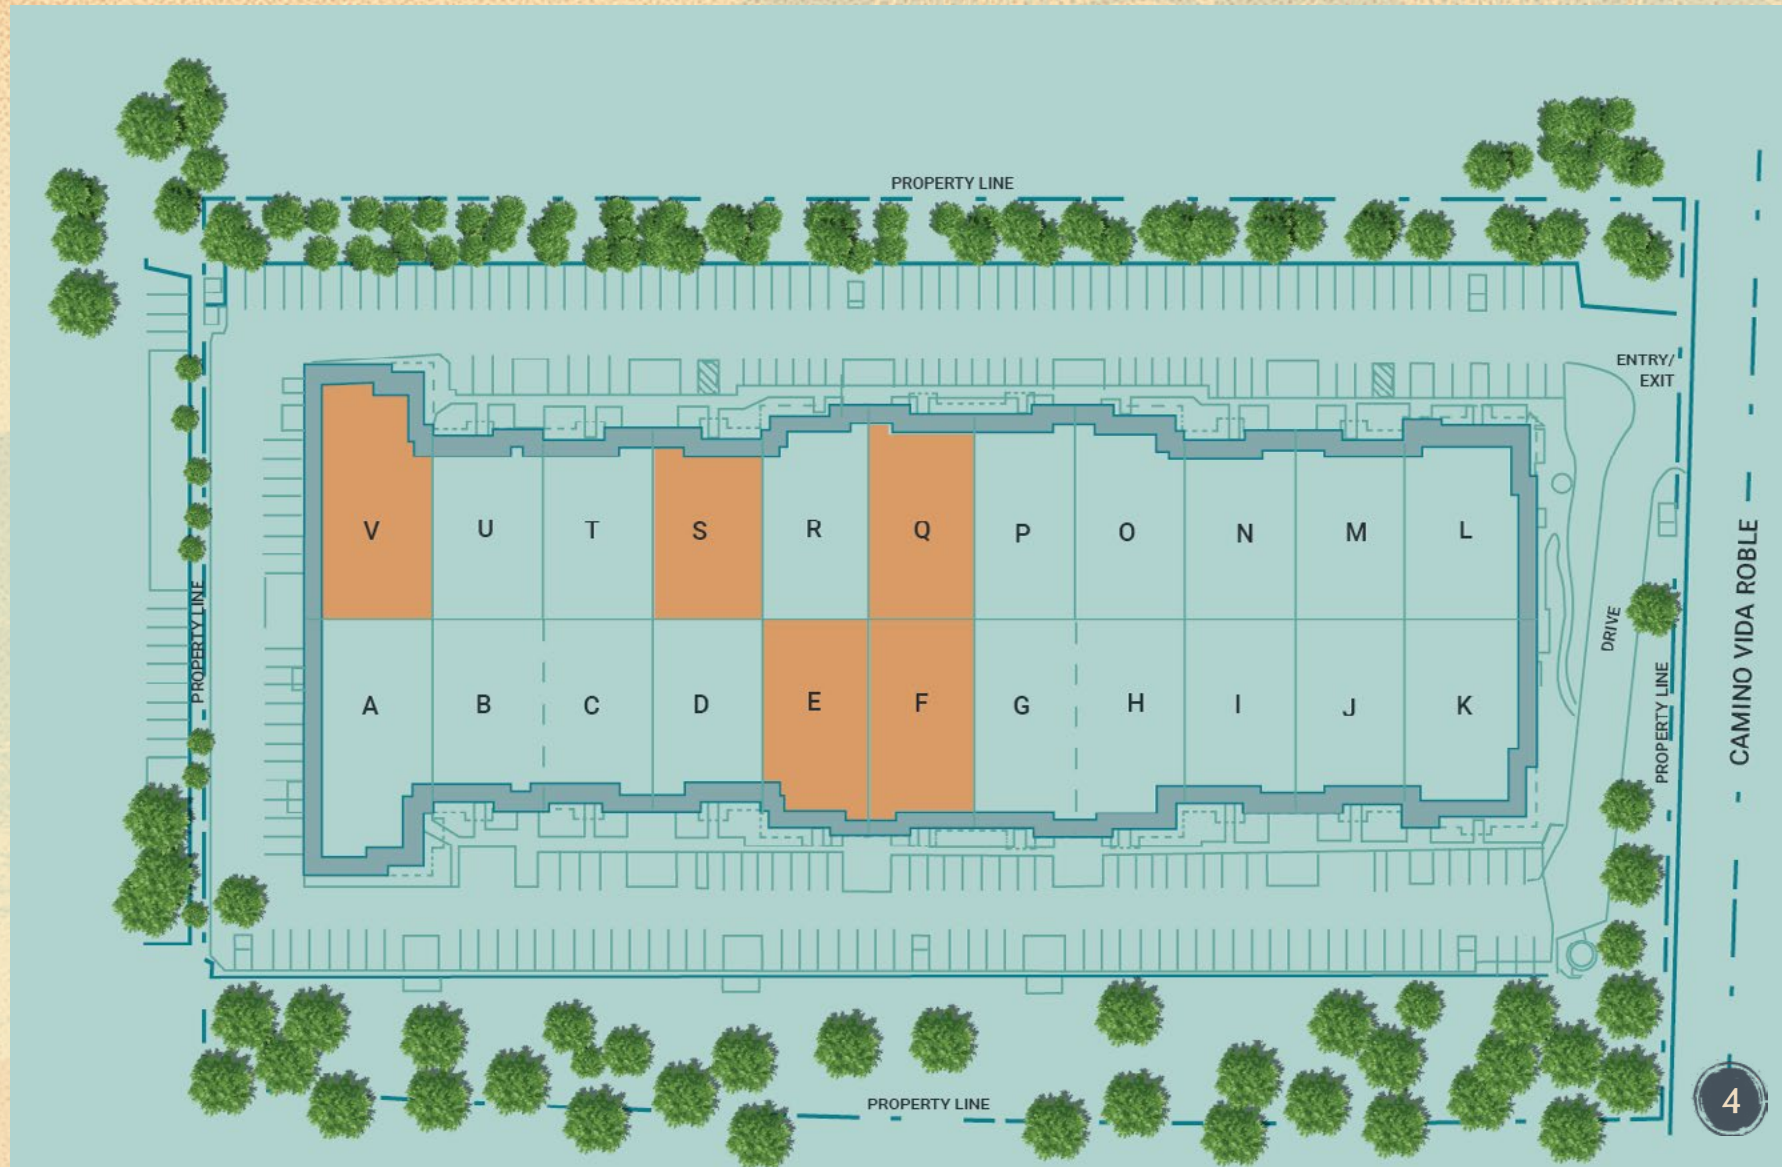 PROPERTY LINE
ENTRY/
EXIT
V
U
T
S
R
Q
P
O
N
M
L
A
B
C
D
E
F
G
H
I
J
K
PROPERTY LINE
DRIVE
PROPERTY LINE
CAMINO VIDA ROBLE
PROPERTY LINE
4